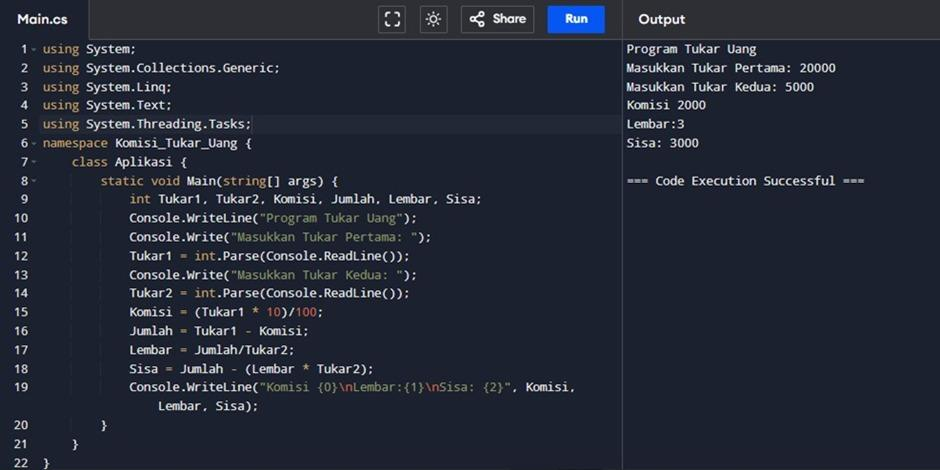 Main.cs
Share
Run
Output
1 using System;
2 using System.Collections.Generic;
3 using System.Linq;
4 using System.Text;
5 using System.Threading.Tasks;
6 namespace Komisi_Tukar_Uang {
7 class Aplikasi {
8 static void Main(string[] args) {
9 int Tukar1, Tukar2, Komisi, Jumlah, Lembar, Sisa;
10 Console.WriteLine("Program Tukar Uang");
11 Console.Write("Masukkan Tukar Pertama: ");
12 Tukar1 = int.Parse(Console.ReadLine());
13 Console.Write("Masukkan Tukar Kedua: ");
14 Tukar2 = int.Parse(Console.ReadLine());
15 Komisi = (Tukar1 * 10)/100;
16 Jumlah = Tukar1 - Komisi;
17 Lembar = Jumlah/Tukar2;
18 Sisa = Jumlah - (Lembar * Tukar2);
19 Console.WriteLine("Komisi {0}\nLembar:{1}\nSisa: {2}", Komisi,
Lembar, Sisa);
20 }
21 }
22 }
Program Tukar Uang
Masukkan Tukar Pertama: 20000
Masukkan Tukar Kedua: 5000
Komisi 2000
Lembar:3
Sisa: 3000
=== Code Execution Successful ===